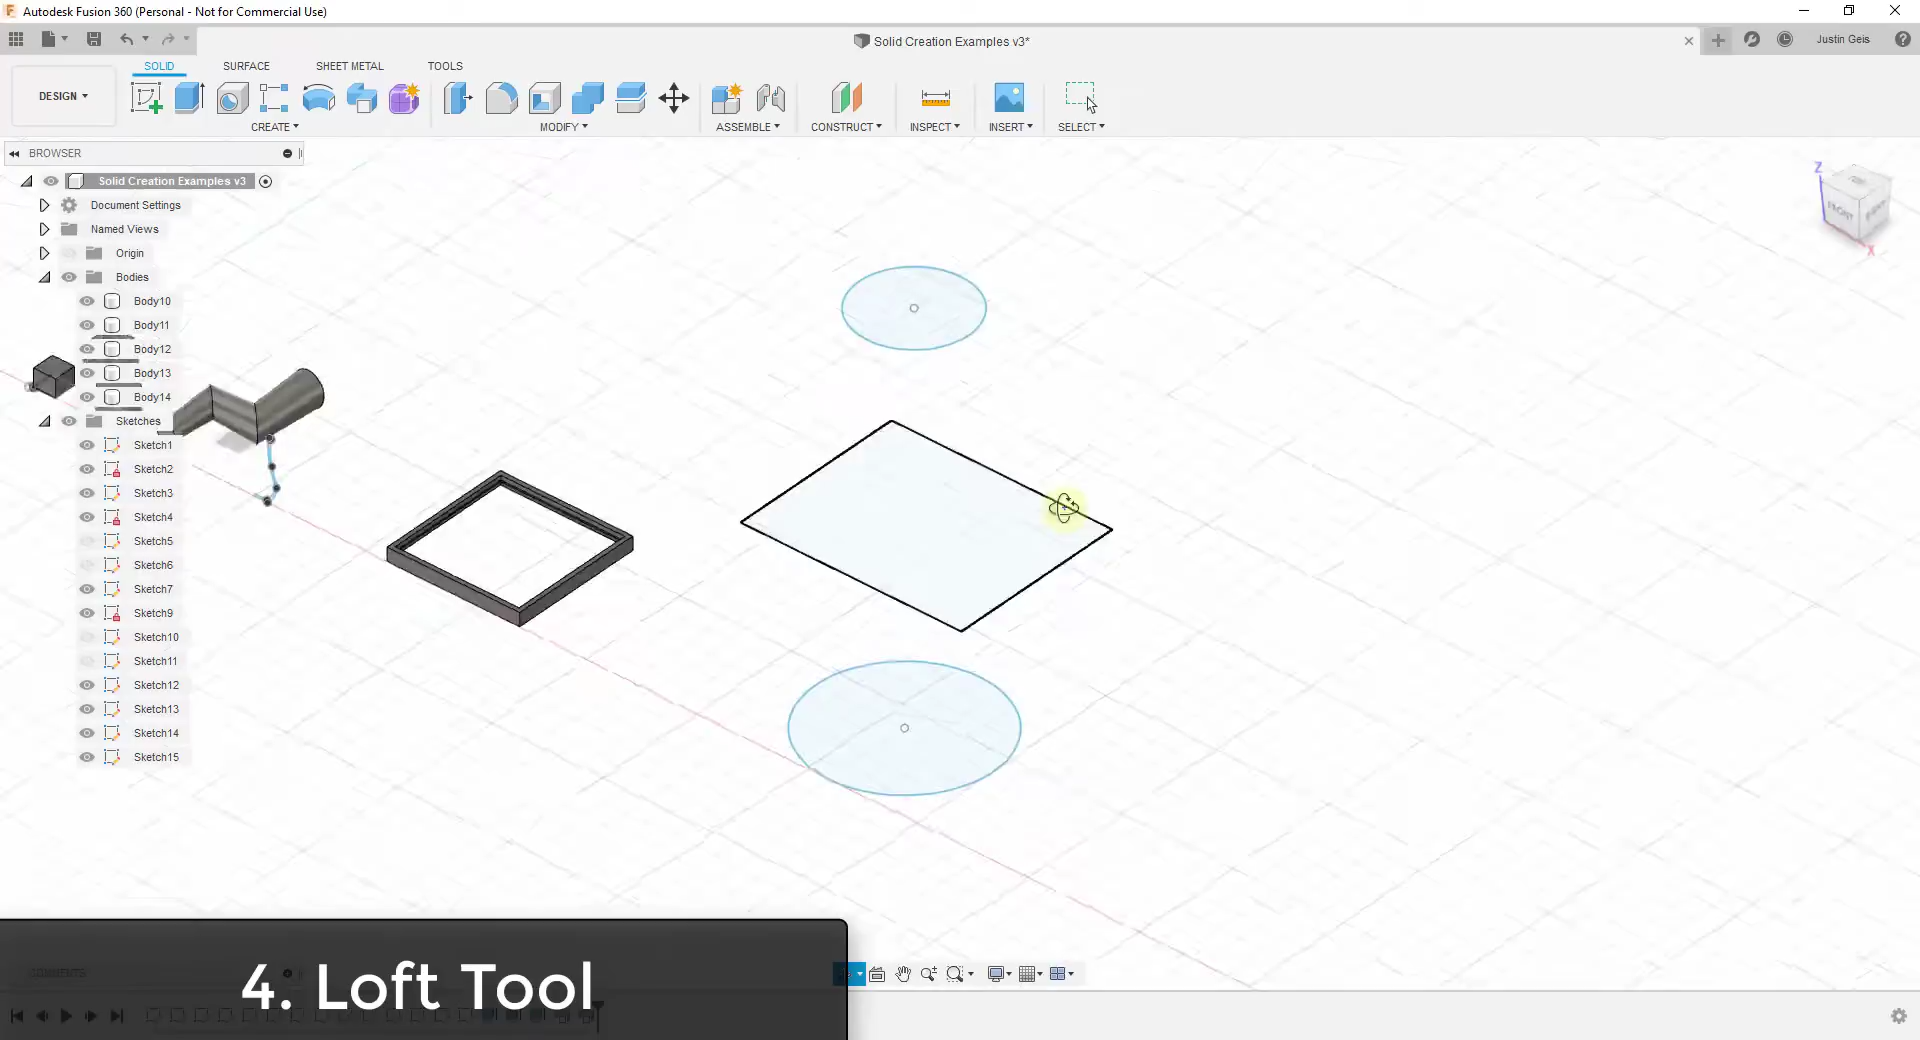 Autodesk Fusion 360 (Personal - Not for Commercial Use)
Solid Creation Examples v3*
Justin Geis
DESIGN
SOLID
SURFACE
SHEET METAL
TOOLS
CREATE
MODIFY
ASSEMBLE
CONSTRUCT
INSPECT
INSERT
SELECT
BROWSER
Solid Creation Examples v3
Document Settings
Named Views
Origin
Bodies
Body10
Body11
Body12
Body13
Body14
Sketches
Sketch1
Sketch2
Sketch3
Sketch4
Sketch5
Sketch6
Sketch7
Sketch9
Sketch10
Sketch11
Sketch12
Sketch13
Sketch14
Sketch15
Z
FRONT
RIGHT
X
COMMENTS
4. Loft Tool